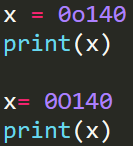 x = 0o140
print(x)
x= 0O140
print(x)